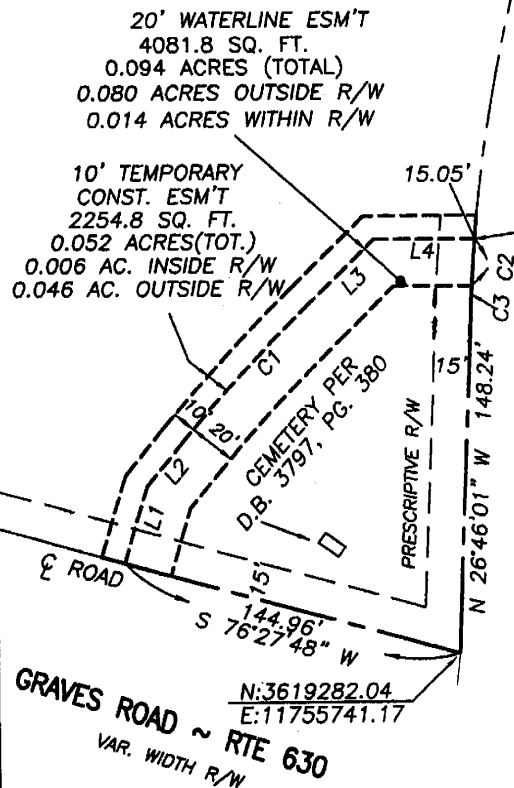 20' WATERLINE ESM'T
4081.8 SQ. FT.
0.094 ACRES (TOTAL)
0.080 ACRES OUTSIDE R/W
0.014 ACRES WITHIN R/W
10' TEMPORARY
CONST. ESM'T
2254.8 SQ. FT.
0.052 ACRES(TOT.)
0.006 AC. INSIDE R/W
0.046 AC. OUTSIDE R/W
15.05'
L4
C2
L3
C3
C1
15'
148.24'
N 26°46'01" W
PRESCRIPTIVE R/W
10'
20'
CEMETERY PER
D.B. 3797, PG. 380
L2
L1
℄ ROAD
15'
144.96'
S 76°27'48" W
N:3619282.04
E:11755741.17
GRAVES ROAD ~ RTE 630
VAR. WIDTH R/W